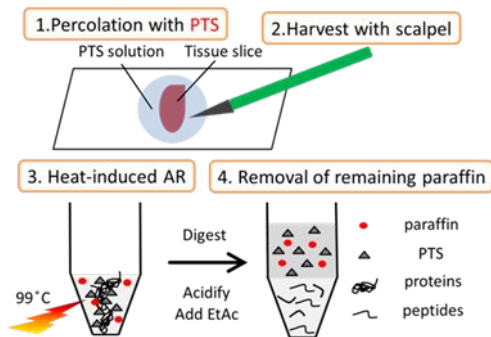 1.Percolation with PTS
2.Harvest with scalpel
PTS solution
Tissue slice
3. Heat-induced AR
4. Removal of remaining paraffin
99˚C
Digest
Acidify
Add EtAc
paraffin
PTS
proteins
peptides